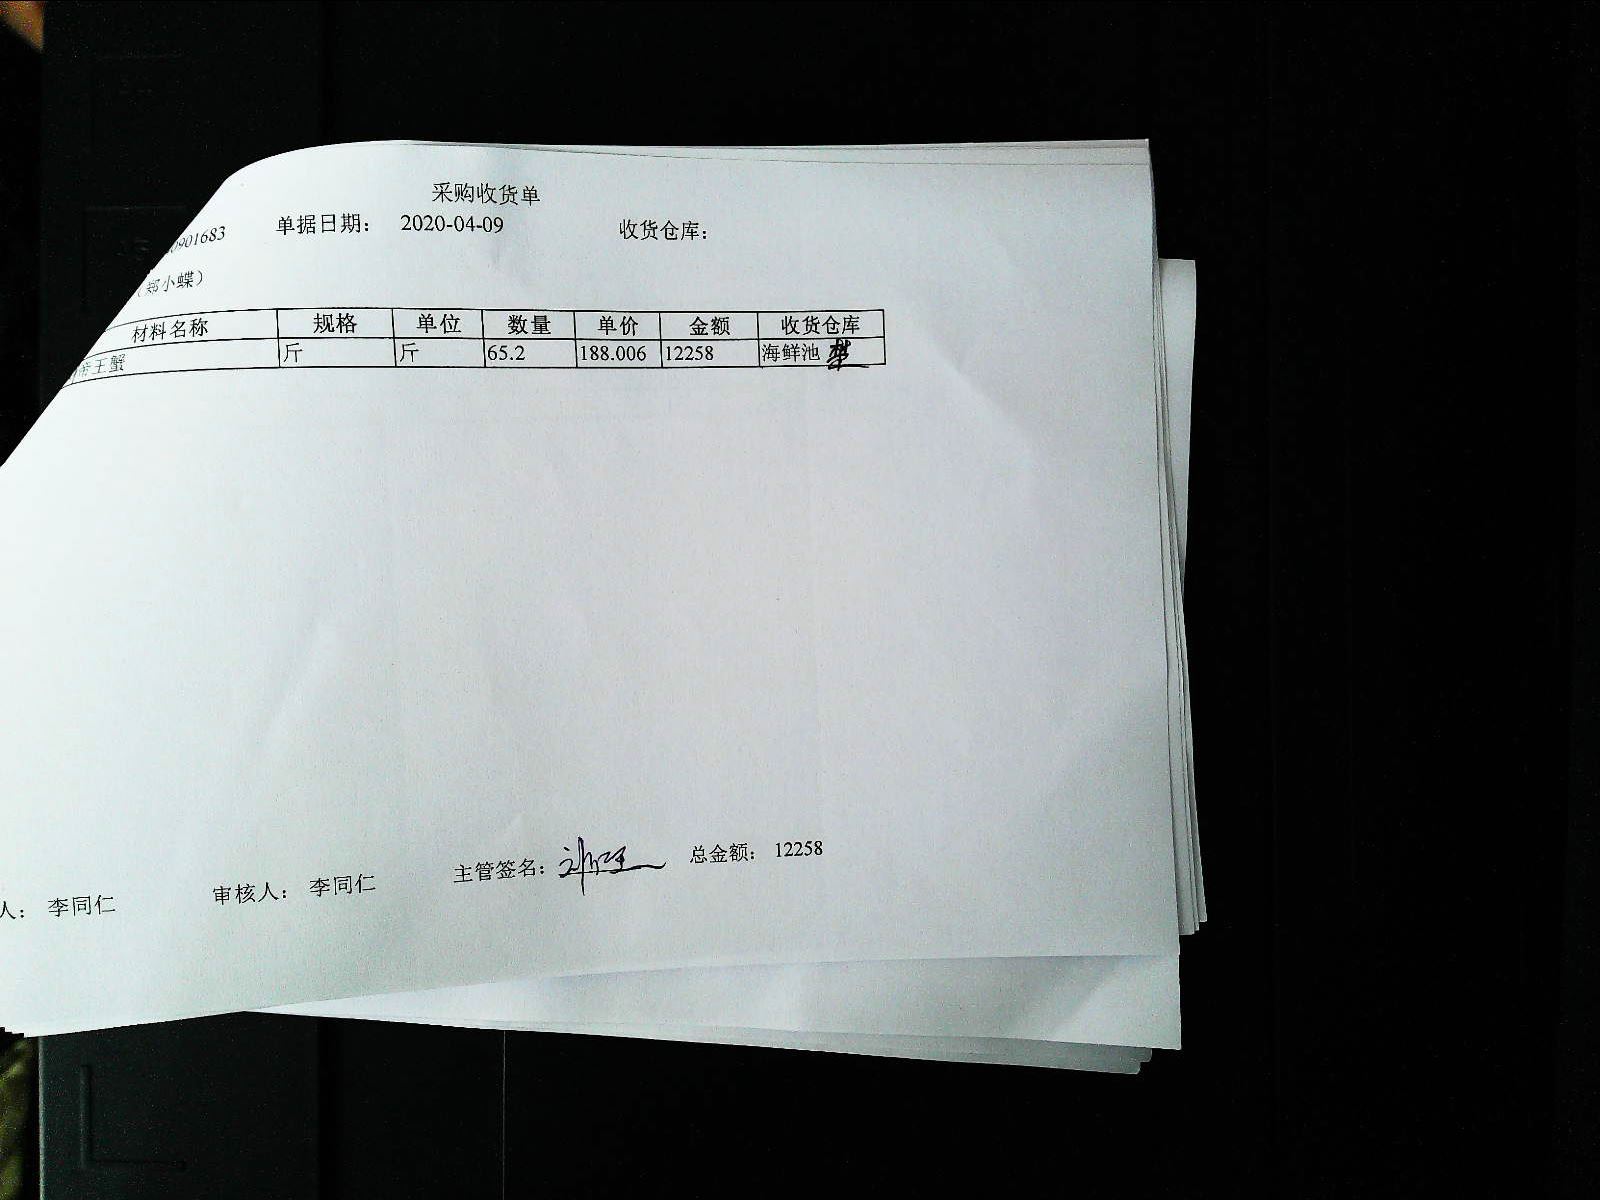 采购收货单
0901683 单据日期： 2020-04-09 收货仓库：
（郑小蝶）
材料名称 规格 单位 数量 单价 金额 收货仓库
帝王蟹 斤 斤 65.2 188.006 12258 海鲜池
人： 李同仁 审核人： 李同仁 主管签名： 总金额： 12258